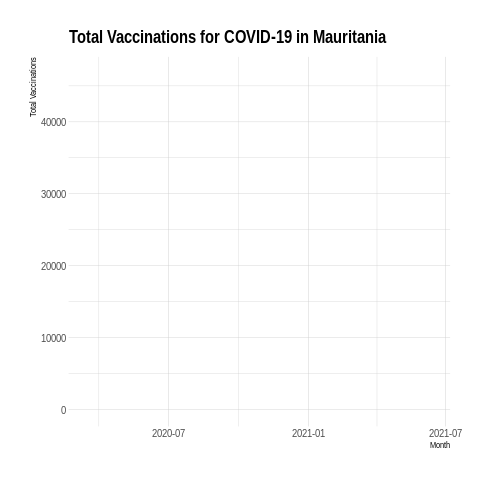 Total Vaccinations for COVID-19 in Mauritania
Total Vaccinations
40000
30000
20000
10000
0
2020-07 2021-01 2021-07
Month